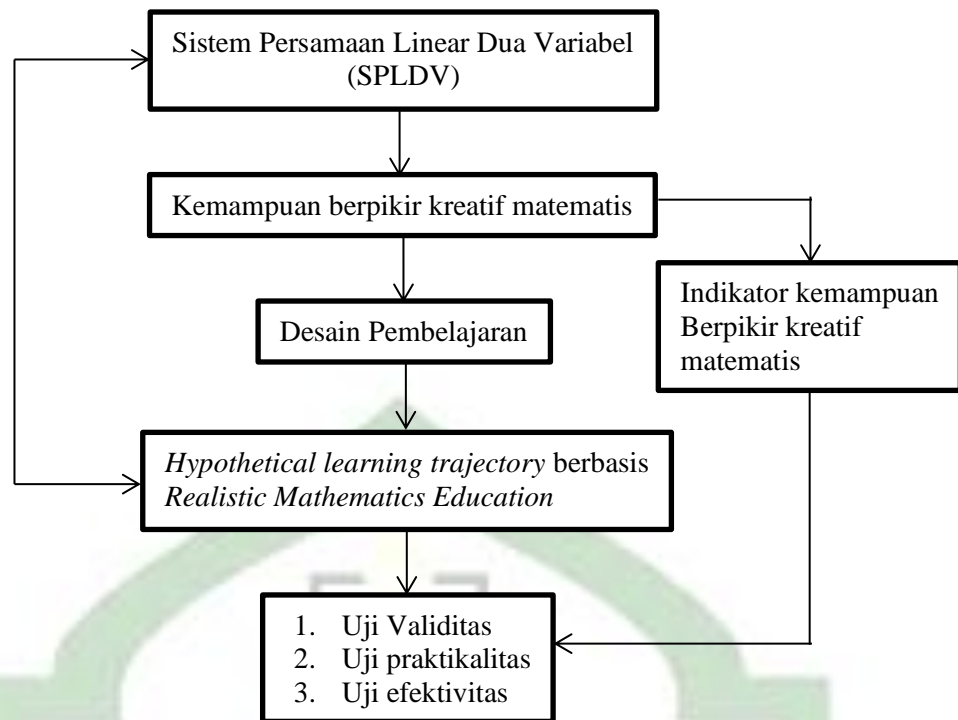 Sistem Persamaan Linear Dua Variabel
(SPLDV)
Kemampuan berpikir kreatif matematis
Indikator kemampuan
Berpikir kreatif
matematis
Desain Pembelajaran
Hypothetical learning trajectory berbasis
Realistic Mathematics Education
1. Uji Validitas
2. Uji praktikalitas
3. Uji efektivitas